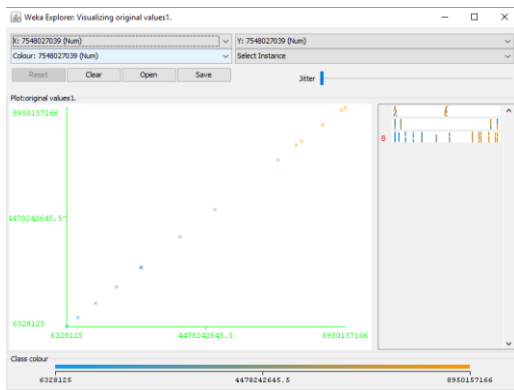 Weka Explorer: Visualizing original values1.
X: 7548027039 (Num)
Y: 7548027039 (Num)
Colour: 7548027039 (Num)
Select Instance
Reset
Clear
Open
Save
Jitter
Plot:original values1.
8950157166
4478242645.5
6328125
6328125
4478242645.5
8950157166
B
Class colour
6328125
4478242645.5
8950157166